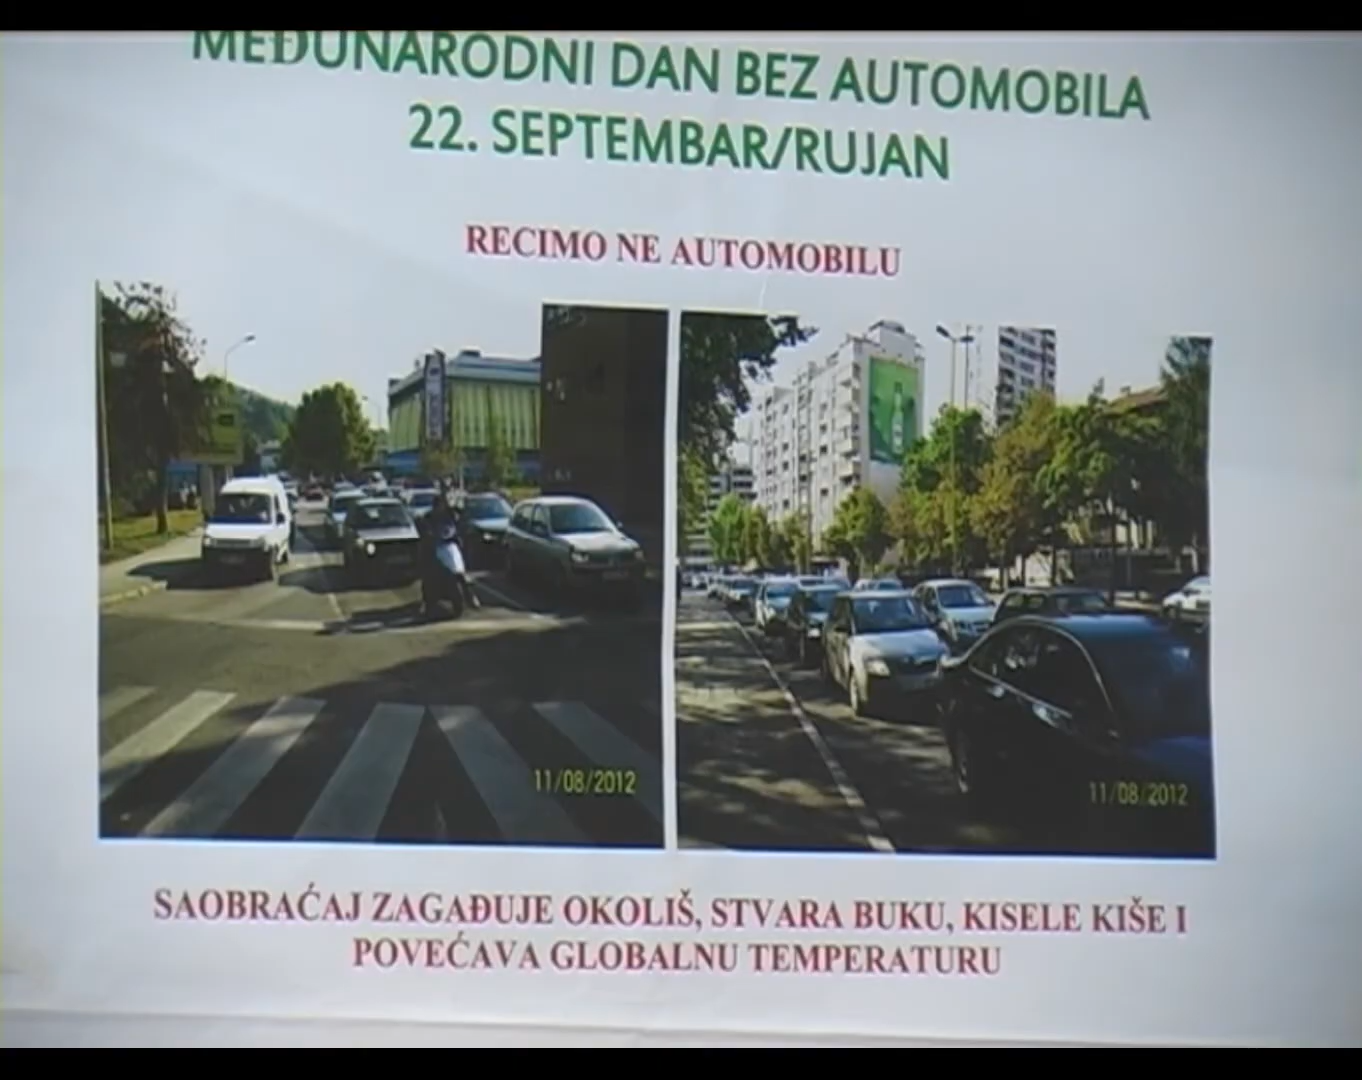 MEĐUNARODNI DAN BEZ AUTOMOBILA
22. SEPTEMBAR/RUJAN
RECIMO NE AUTOMOBILU
11/08/2012
11/08/2012
SAOBRAĆAJ ZAGAĐUJE OKOLIŠ, STVARA BUKU, KISELE KIŠE I
POVEĆAVA GLOBALNU TEMPERATURU